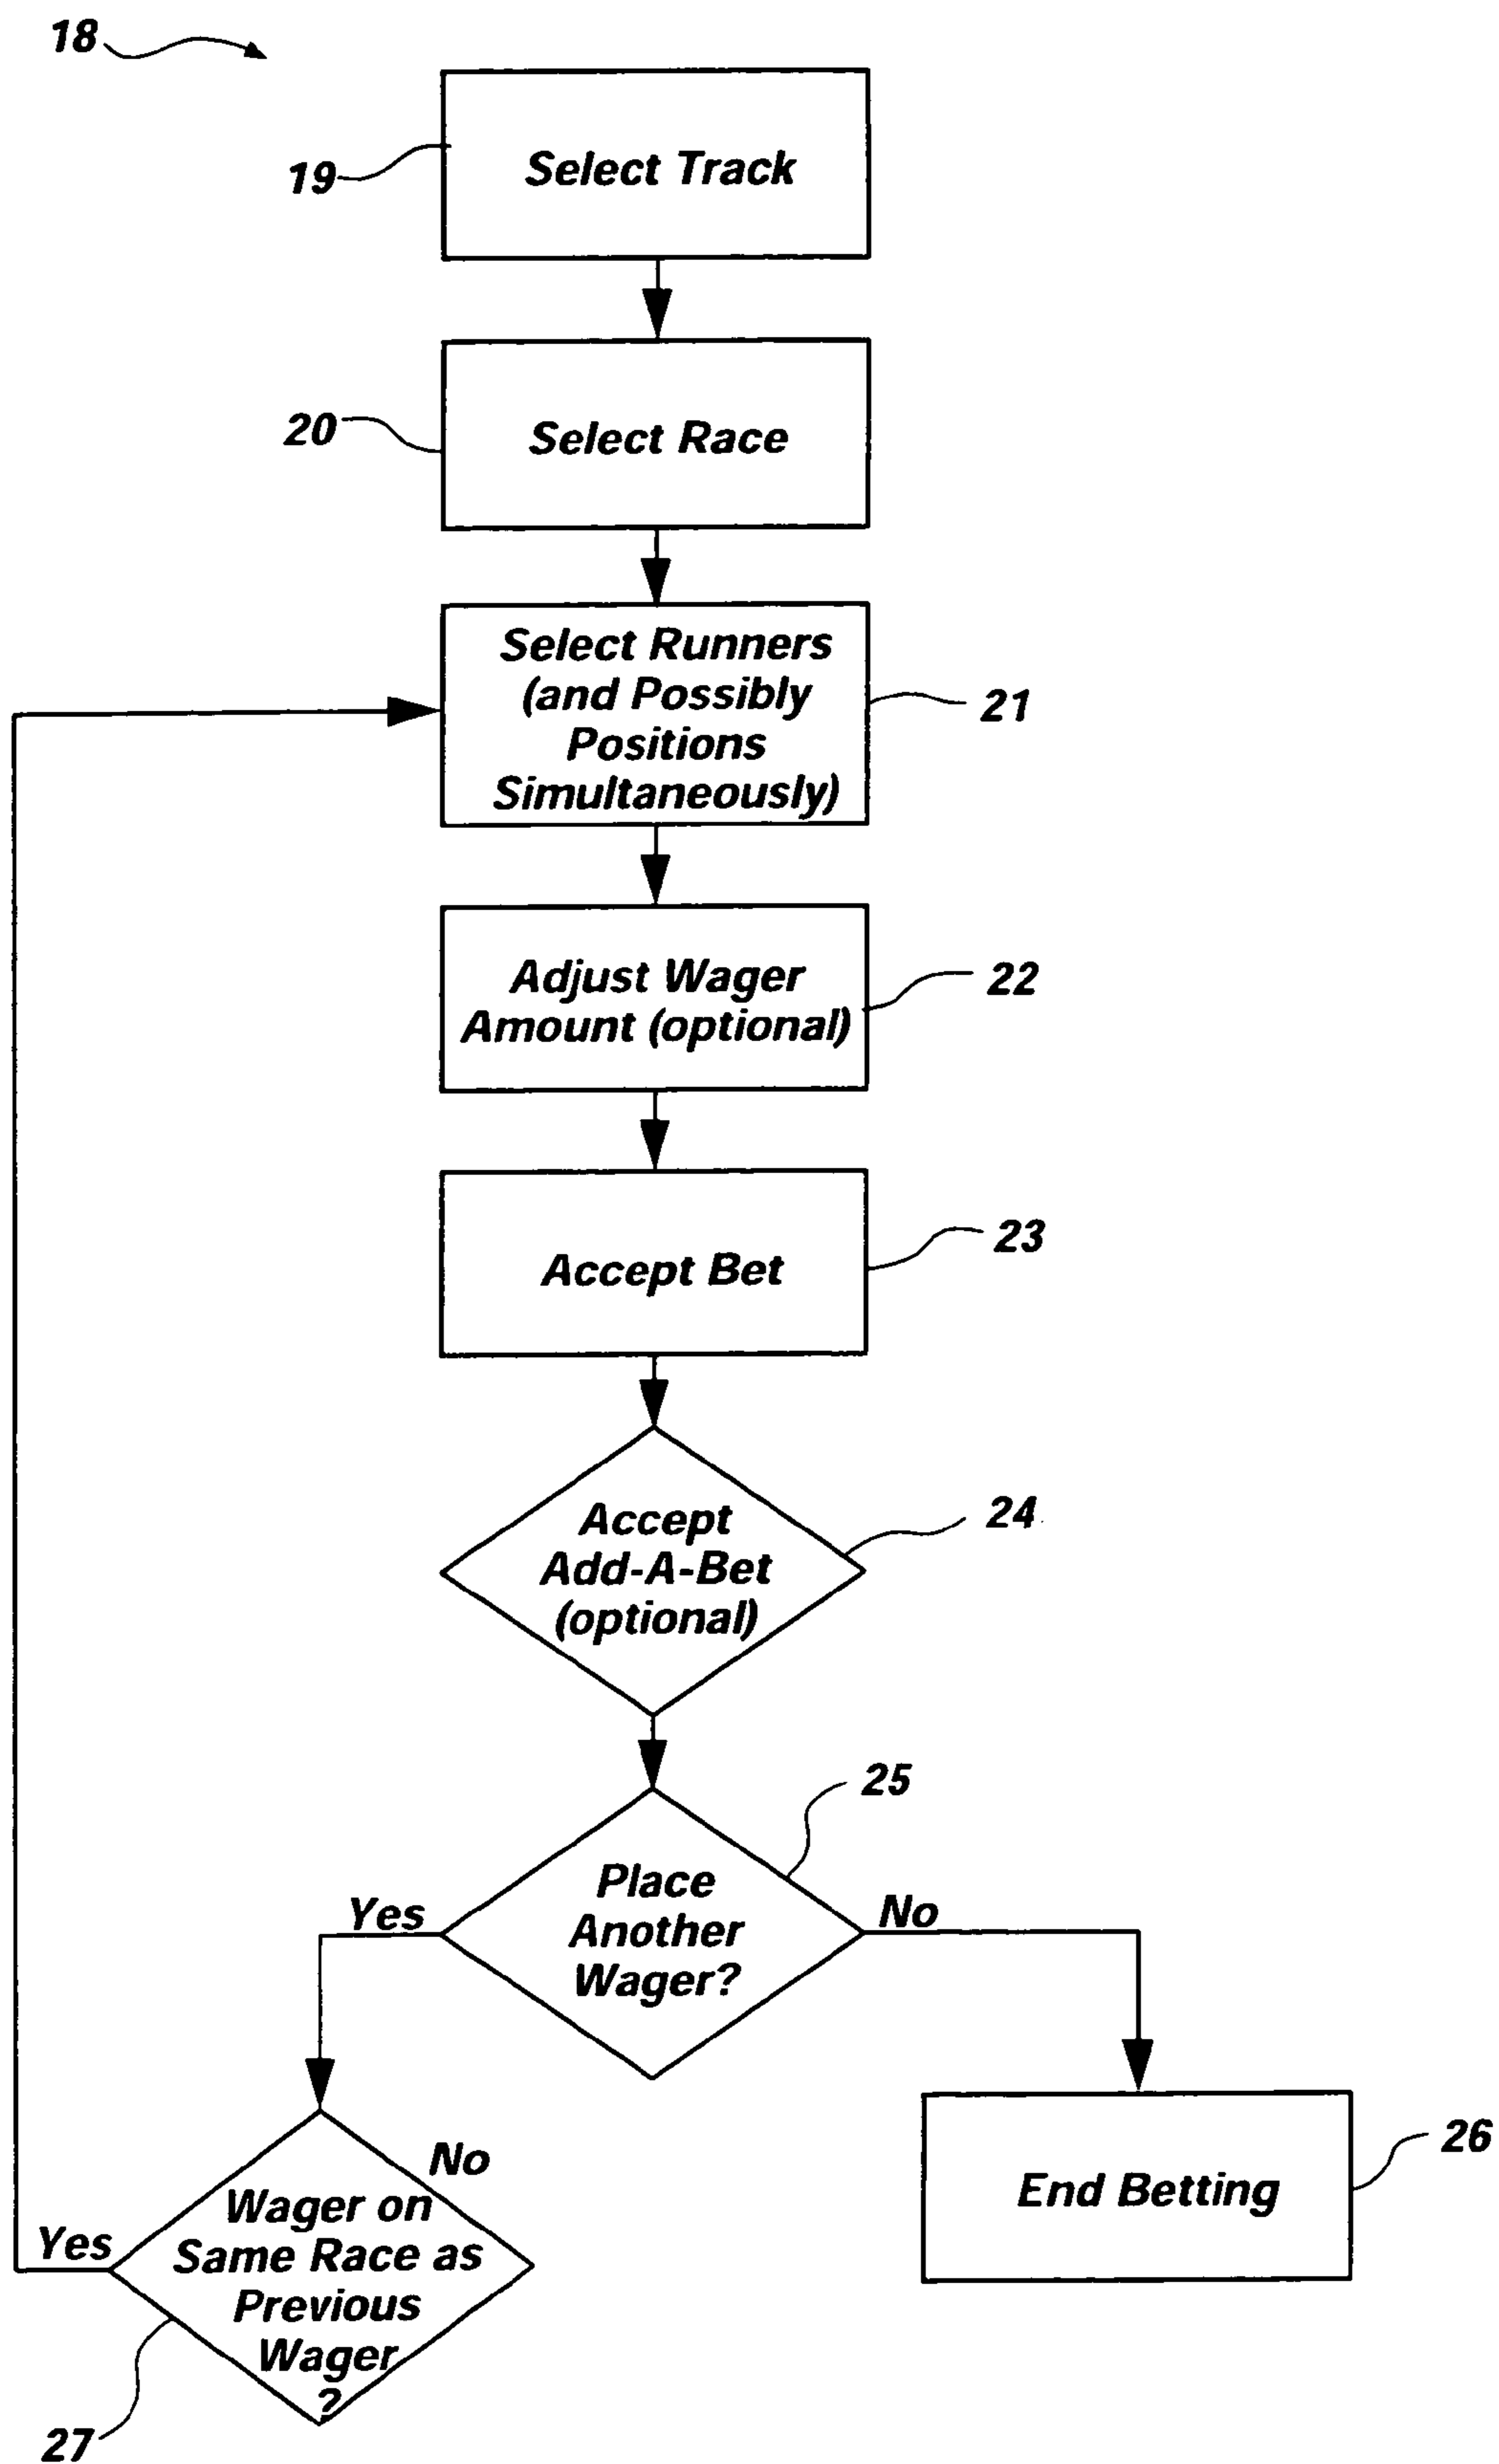 18
19
Select Track
20
Select Race
Select Runners
(and Possibly
Positions
Simultaneously)
21
Adjust Wager
Amount (optional)
22
Accept Bet
23
Accept
Add-A-Bet
(optional)
24
25
Place
Another
Wager?
Yes
No
No
Wager on
Same Race as
Previous
Wager
?
Yes
27
End Betting
26